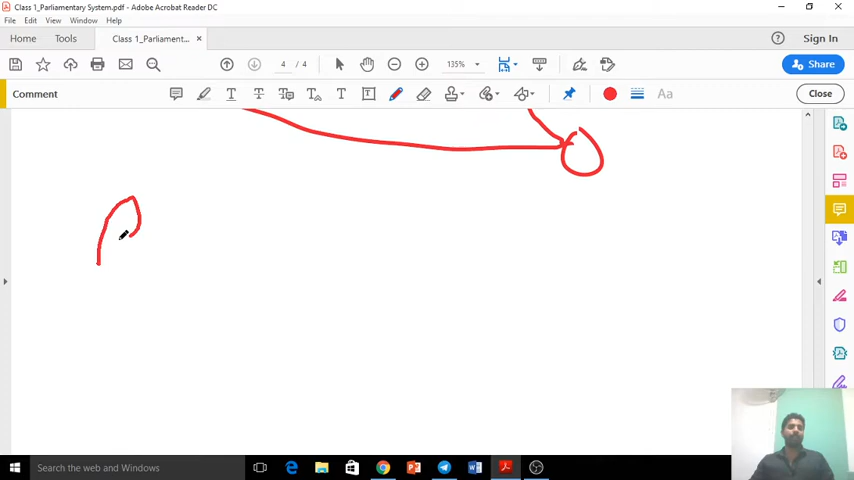 Class 1_Parliamentary System.pdf - Adobe Acrobat Reader DC
File Edit View Window Help
Home Tools Class 1_Parliament... × Sign In
4 / 4 135% Share
Comment Aa Close
Search the web and Windows